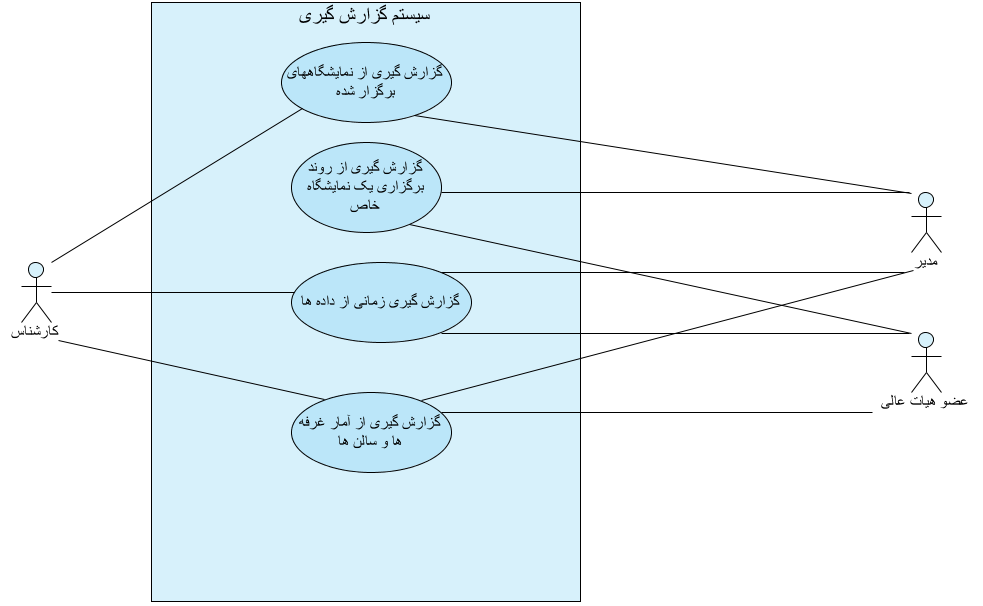 سیستم گزارش گیری
گزارش گیری از نمایشگاههای
برگزار شده
گزارش گیری از روند
برگزاری یک نمایشگاه
خاص
گزارش گیری زمانی از داده ها
گزارش گیری از آمار غرفه
ها و سالن ها
مدیر
کارشناس
عضو هیات عالی